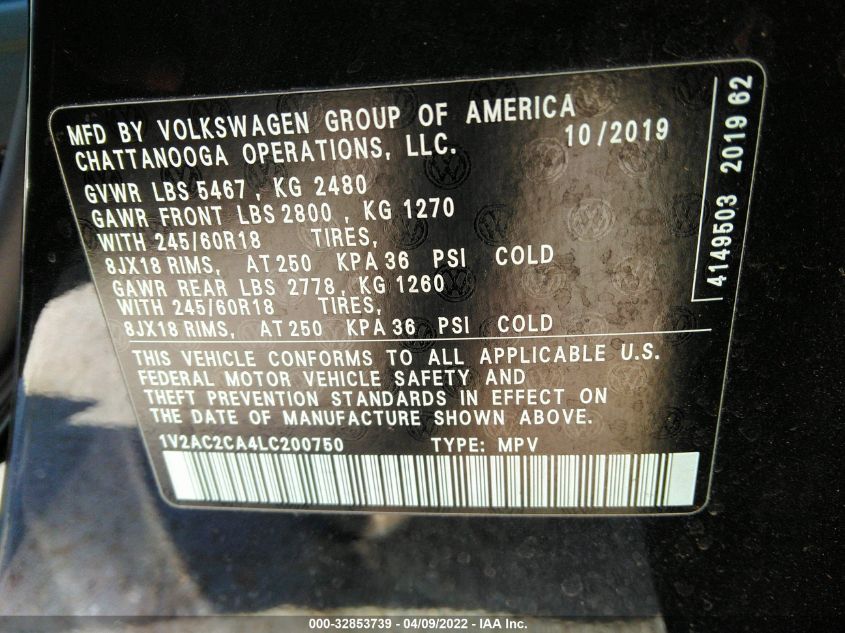 MFD BY VOLKSWAGEN GROUP OF AMERICA
CHATTANOOGA OPERATIONS, LLC. 10/2019
GVWR LBS 5467 , KG 2480
GAWR FRONT LBS 2800 , KG 1270
WITH 245/60R18 TIRES,
8JX18 RIMS, AT 250 KPA 36 PSI COLD
GAWR REAR LBS 2778, KG 1260
WITH 245/60R18 TIRES,
8JX18 RIMS, AT 250 KPA 36 PSI COLD
THIS VEHICLE CONFORMS TO ALL APPLICABLE U.S.
FEDERAL MOTOR VEHICLE SAFETY AND
THEFT PREVENTION STANDARDS IN EFFECT ON
THE DATE OF MANUFACTURE SHOWN ABOVE.
1V2AC2CA4LC200750 TYPE: MPV
4149503 2019 62
000-32853739 - 04/09/2022 - IAA Inc.